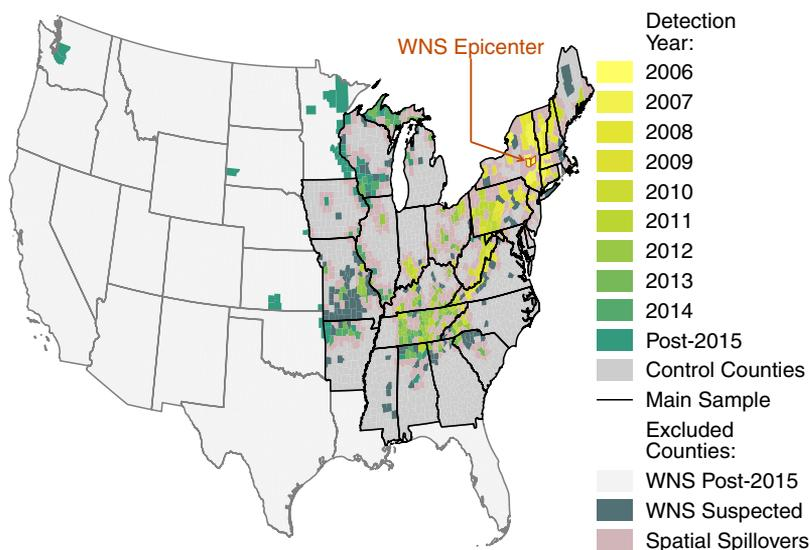 WNS Epicenter
Detection
Year:
2006
2007
2008
2009
2010
2011
2012
2013
2014
Post-2015
Control Counties
Main Sample
Excluded
Counties:
WNS Post-2015
WNS Suspected
Spatial Spillovers